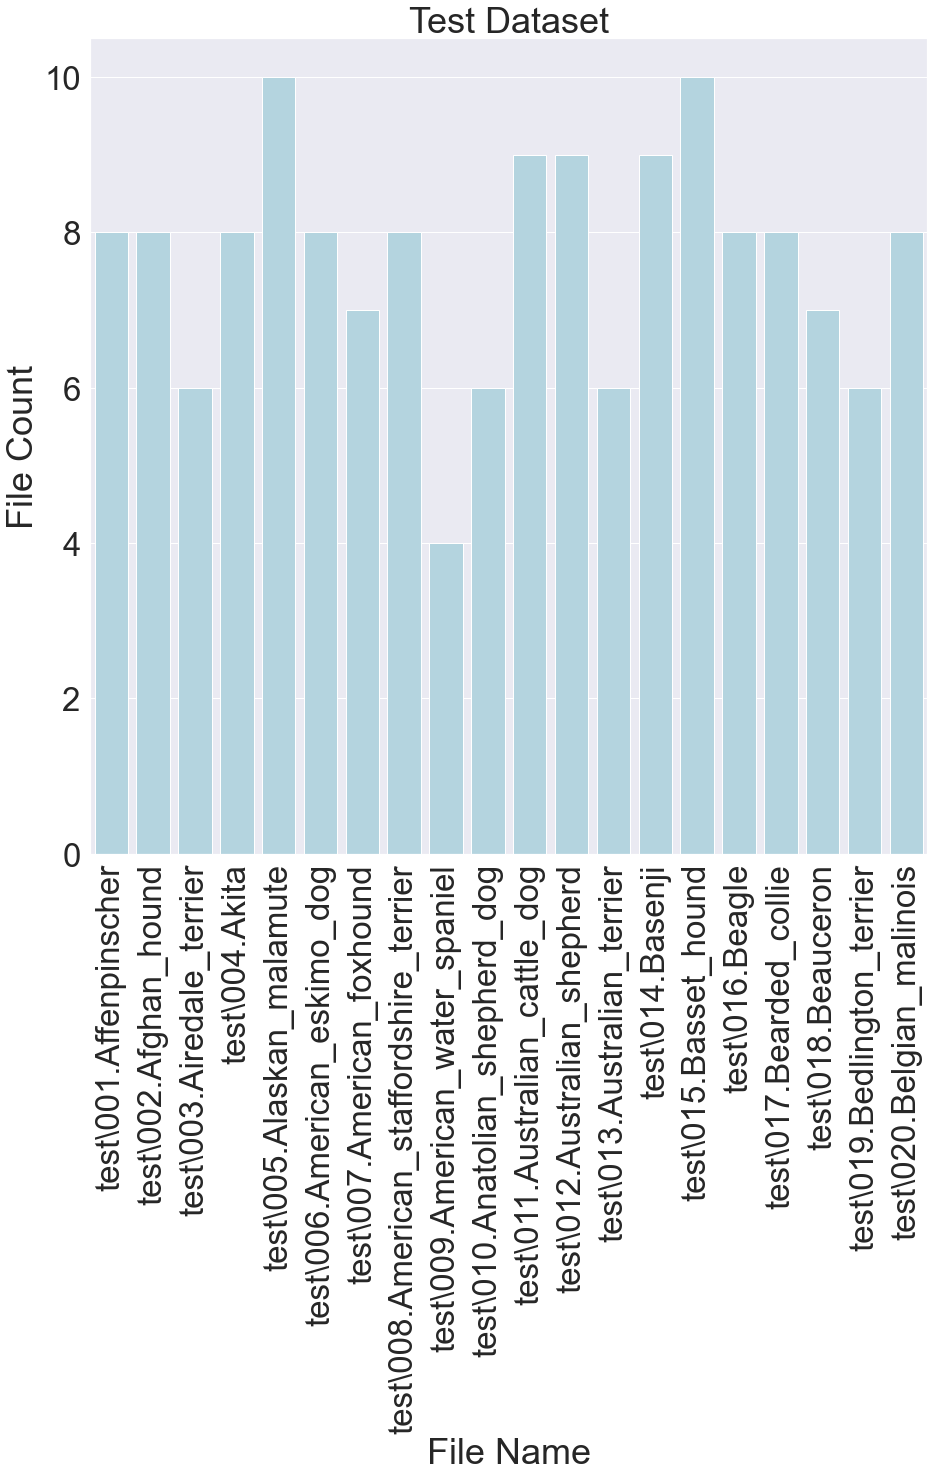 Test Dataset
10
8
6
4
2
0
File Count
test\001.Affenpinscher
test\002.Afghan_hound
test\003.Airedale_terrier
test\004.Akita
test\005.Alaskan_malamute
test\006.American_eskimo_dog
test\007.American_foxhound
test\008.American_staffordshire_terrier
test\009.American_water_spaniel
test\010.Anatolian_shepherd_dog
test\011.Australian_cattle_dog
test\012.Australian_shepherd
test\013.Australian_terrier
test\014.Basenji
test\015.Basset_hound
test\016.Beagle
test\017.Bearded_collie
test\018.Beauceron
test\019.Bedlington_terrier
test\020.Belgian_malinois
File Name